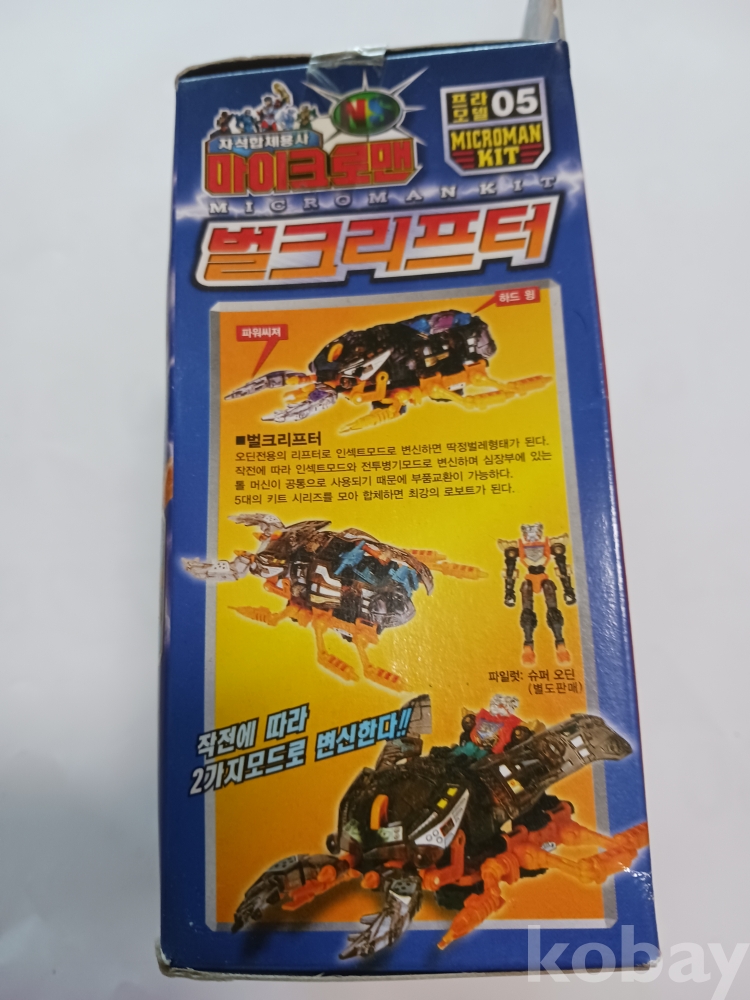 프라
모델 05
MICROMAN
KIT
NS
자석합체용사
마이크로맨
MICROMAN KIT
벌크리프터
하드 윙
파워씨저
■벌크리프터
오딘전용의 리프터로 인섹트모드로 변신하면 딱정벌레형태가 된다.
작전에 따라 인섹트모드와 전투병기모드로 변신하며 심장부에 있는
톨 머신이 공통으로 사용되기 때문에 부품교환이 가능하다.
5대의 키트 시리즈를 모아 합체하면 최강의 로보트가 된다.
파일럿: 슈퍼 오딘
(별도판매)
작전에 따라
2가지모드로 변신한다!!
kobay